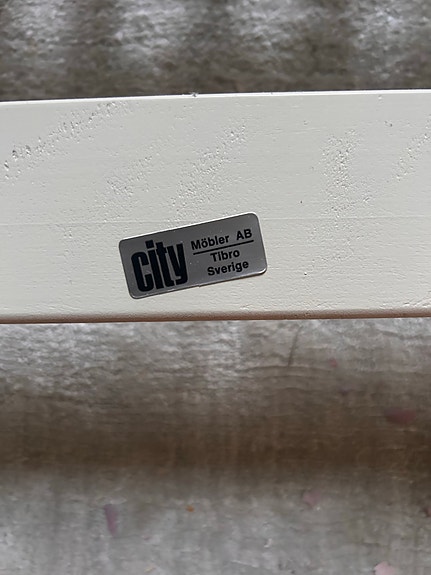 city
Möbler AB
Tibro
Sverige